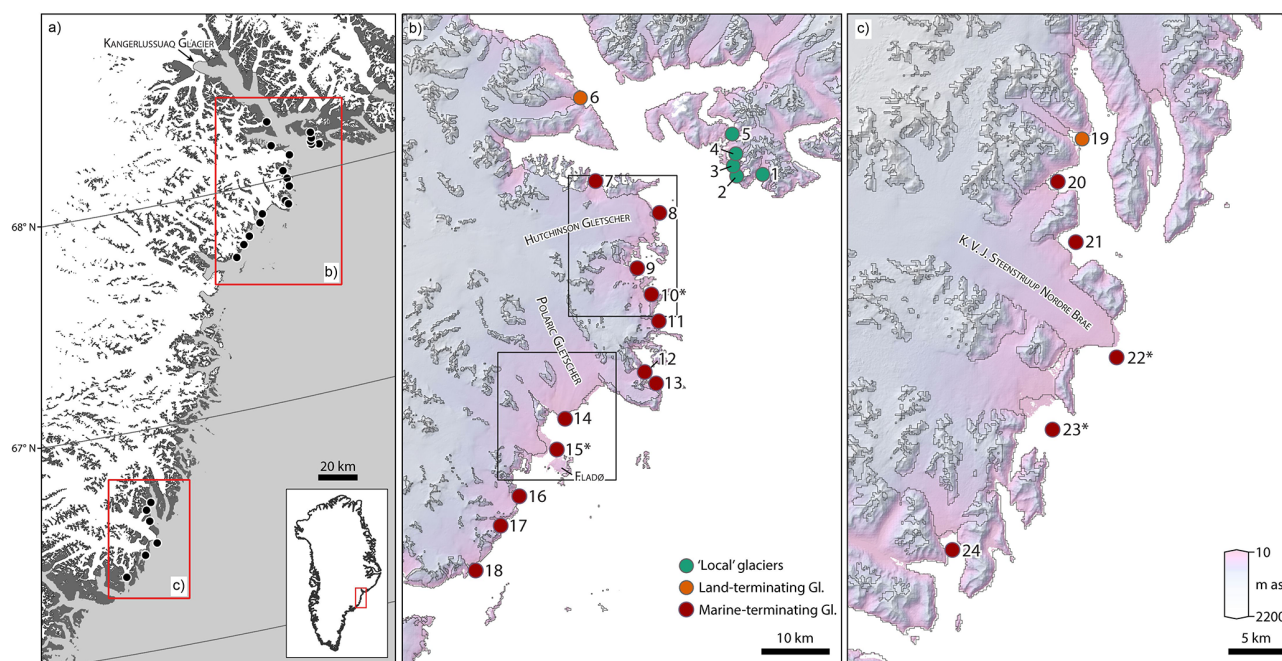 a)
KANGERLUSSUAQ GLACIER
68° N
67° N
b)
c)
20 km
b)
6
5
4
3
2
1
7
8
HUTCHINSON GLETSCHER
9
10*
11
POLARIC GLETSCHER
12
13
14
15*
FLADØ
16
17
18
'Local' glaciers
Land-terminating Gl.
Marine-terminating Gl.
10 km
c)
19
20
21
K. V. J. STEENSTRUUP NORDRE BRAE
22*
23*
24
10
m as
2200
5 km